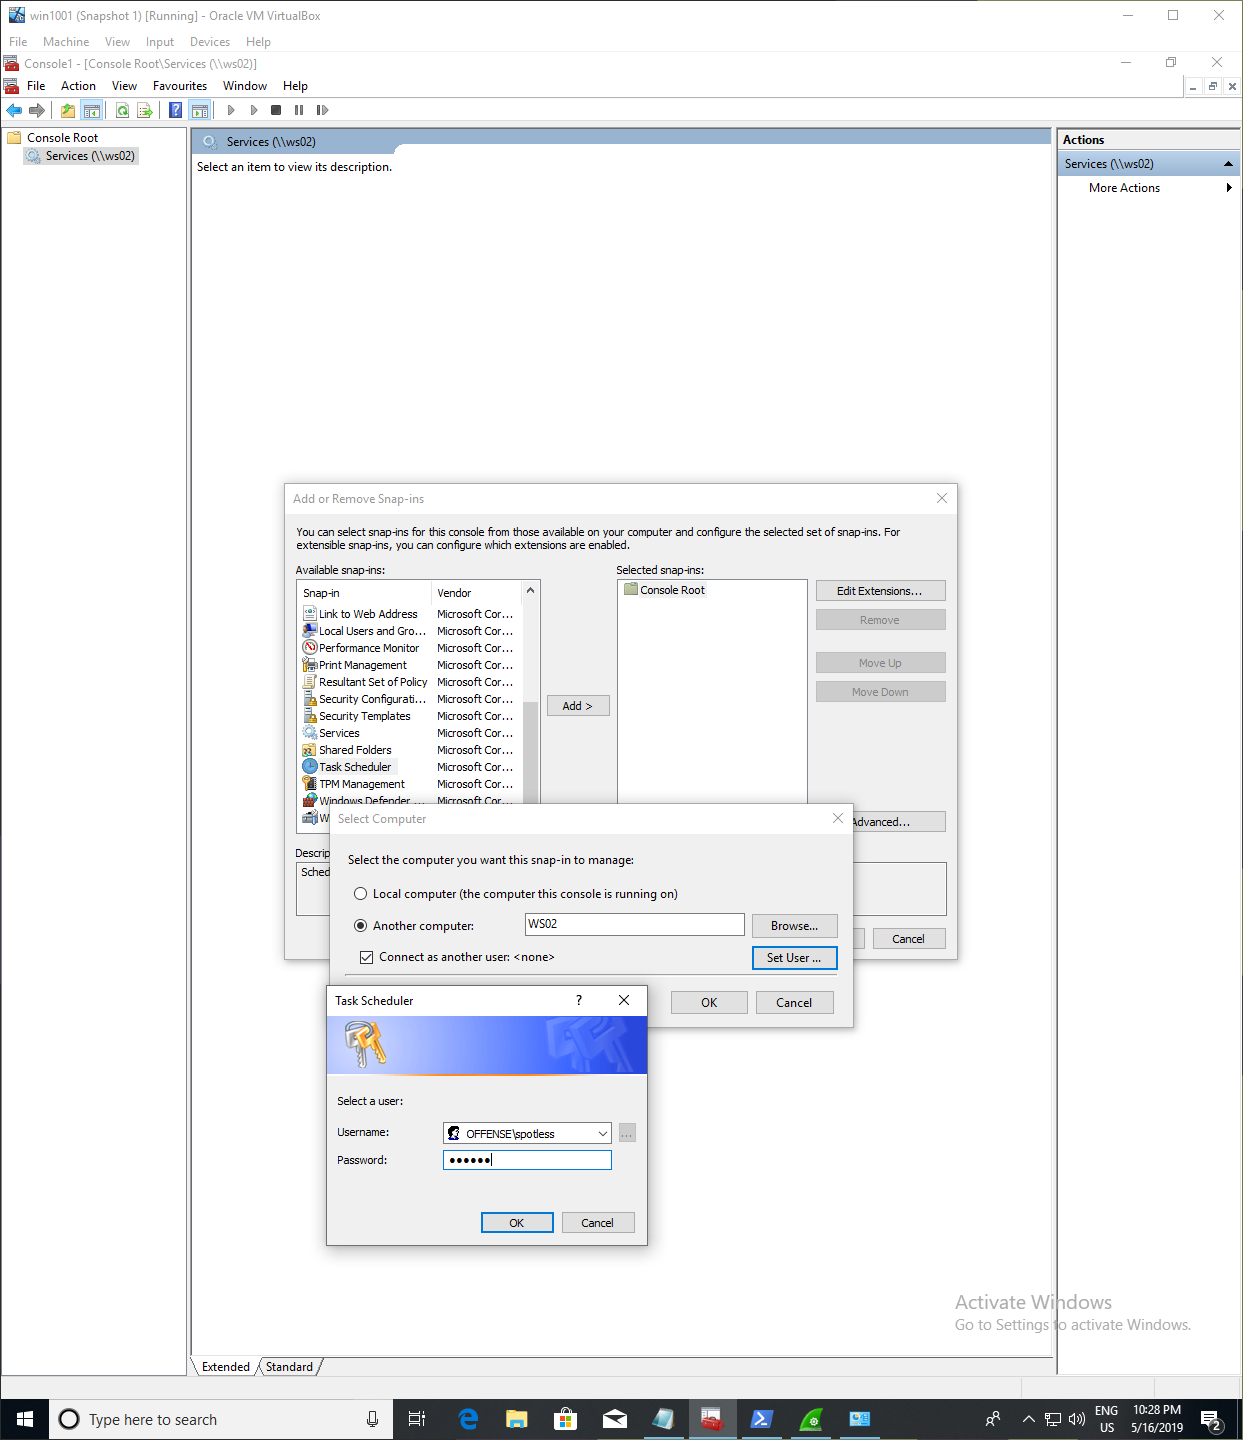 win1001 (Snapshot 1) [Running] - Oracle VM VirtualBox
File Machine View Input Devices Help
Console1 - [Console Root\Services (\\ws02)]
File Action View Favourites Window Help
Console Root
Services (\\ws02)
Services (\\ws02)
Select an item to view its description.
Actions
Services (\\ws02)
More Actions
Add or Remove Snap-ins
You can select snap-ins for this console from those available on your computer and configure the selected set of snap-ins. For
extensible snap-ins, you can configure which extensions are enabled.
Available snap-ins:
Snap-in Vendor
Link to Web Address Microsoft Cor...
Local Users and Gro... Microsoft Cor...
Performance Monitor Microsoft Cor...
Print Management Microsoft Cor...
Resultant Set of Policy Microsoft Cor...
Security Configurati... Microsoft Cor...
Security Templates Microsoft Cor...
Services Microsoft Cor...
Shared Folders Microsoft Cor...
Task Scheduler Microsoft Cor...
TPM Management Microsoft Cor...
Windows Defender ... Microsoft Cor...
W
Add >
Selected snap-ins:
Console Root
Edit Extensions...
Remove
Move Up
Move Down
Advanced...
Descrip
Sched
Cancel
Select Computer
Select the computer you want this snap-in to manage:
Local computer (the computer this console is running on)
Another computer: WS02 Browse...
Connect as another user: <none> Set User ...
OK Cancel
Task Scheduler ?
Select a user:
Username: OFFENSE\spotless ...
Password: ••••••
OK Cancel
Activate Windows
Go to Settings to activate Windows.
Extended Standard
Type here to search
ENG
US
10:28 PM
5/16/2019
2